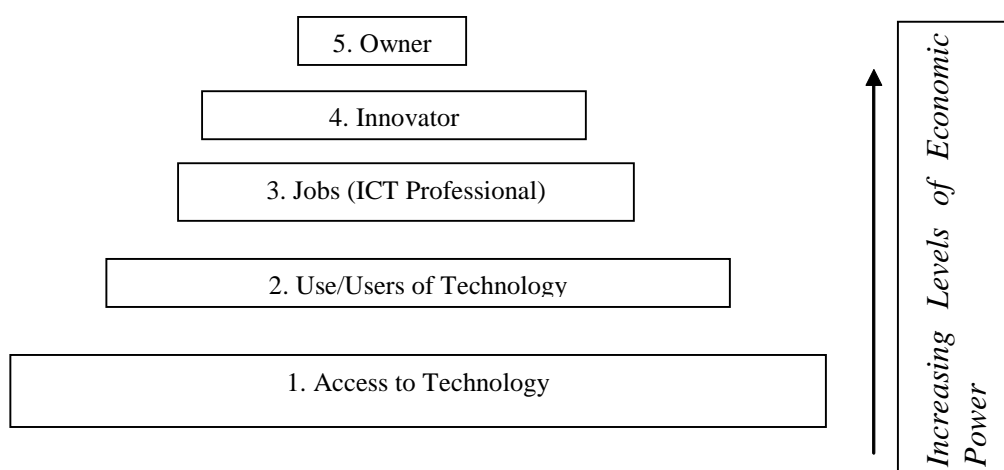 5. Owner
4. Innovator
3. Jobs (ICT Professional)
2. Use/Users of Technology
1. Access to Technology
Increasing Levels of Economic
Power